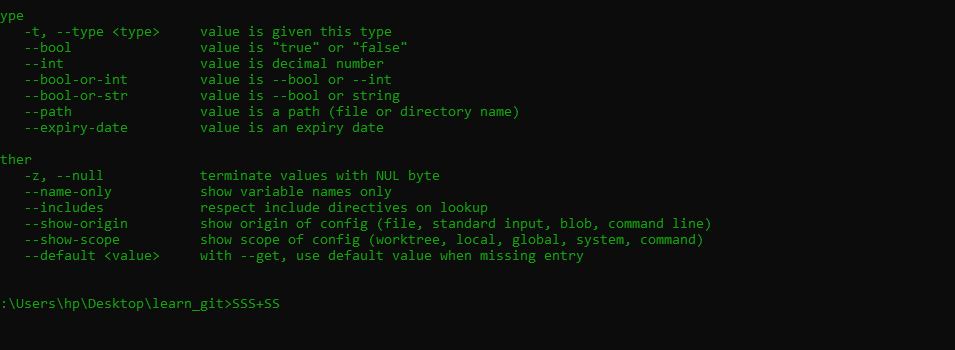 ype
-t, --type <type> value is given this type
--bool value is "true" or "false"
--int value is decimal number
--bool-or-int value is --bool or --int
--bool-or-str value is --bool or string
--path value is a path (file or directory name)
--expiry-date value is an expiry date
ther
-z, --null terminate values with NUL byte
--name-only show variable names only
--includes respect include directives on lookup
--show-origin show origin of config (file, standard input, blob, command line)
--show-scope show scope of config (worktree, local, global, system, command)
--default <value> with --get, use default value when missing entry
:\Users\hp\Desktop\learn_git>SSS+SS